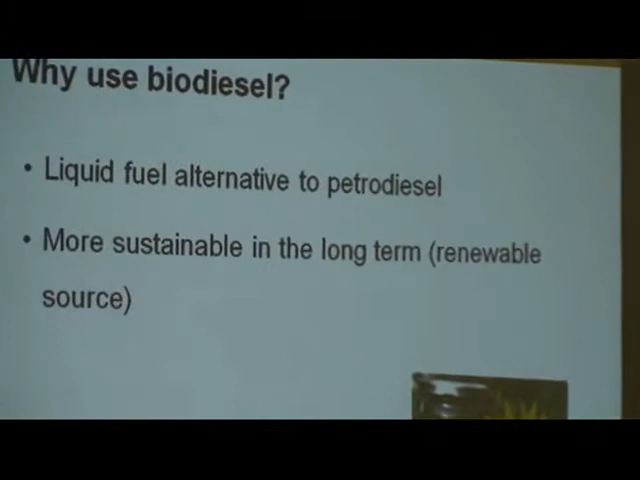 Why use biodiesel?
• Liquid fuel alternative to petrodiesel
• More sustainable in the long term (renewable
source)